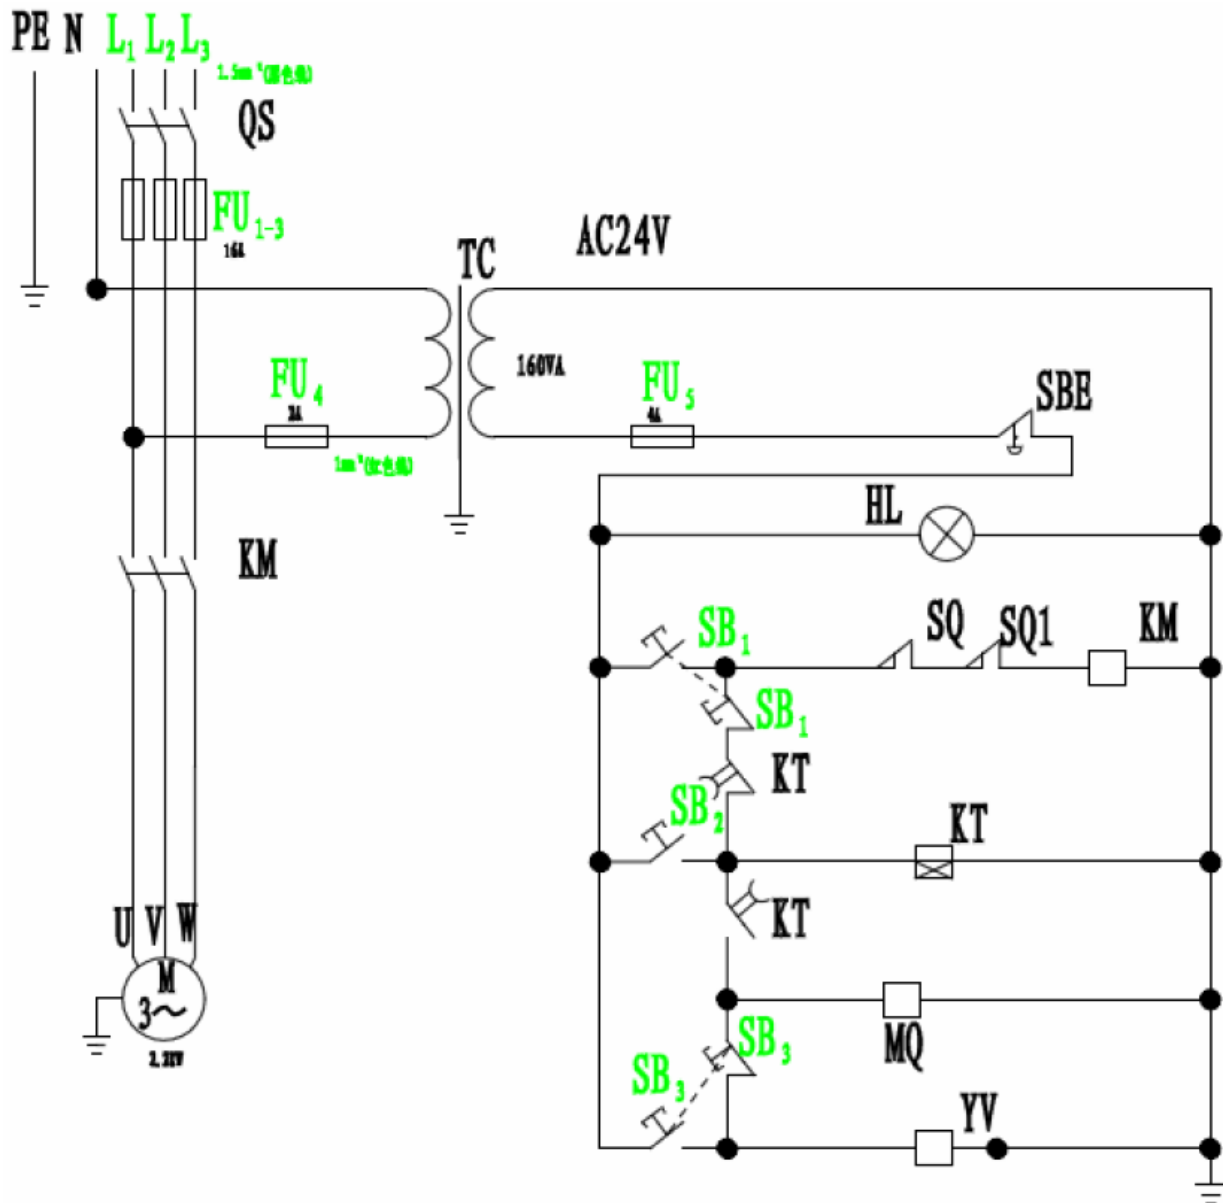 PE N L1 L2 L3
QS
FU1-3
16A
TC
AC24V
160VA
FU4
2A
FU5
4A
SBE
HL
KM
SB1
SQ
SQ1
KM
SB1
KT
SB2
KT
KT
U V W
M
3~
MQ
SB3
SB3
YV